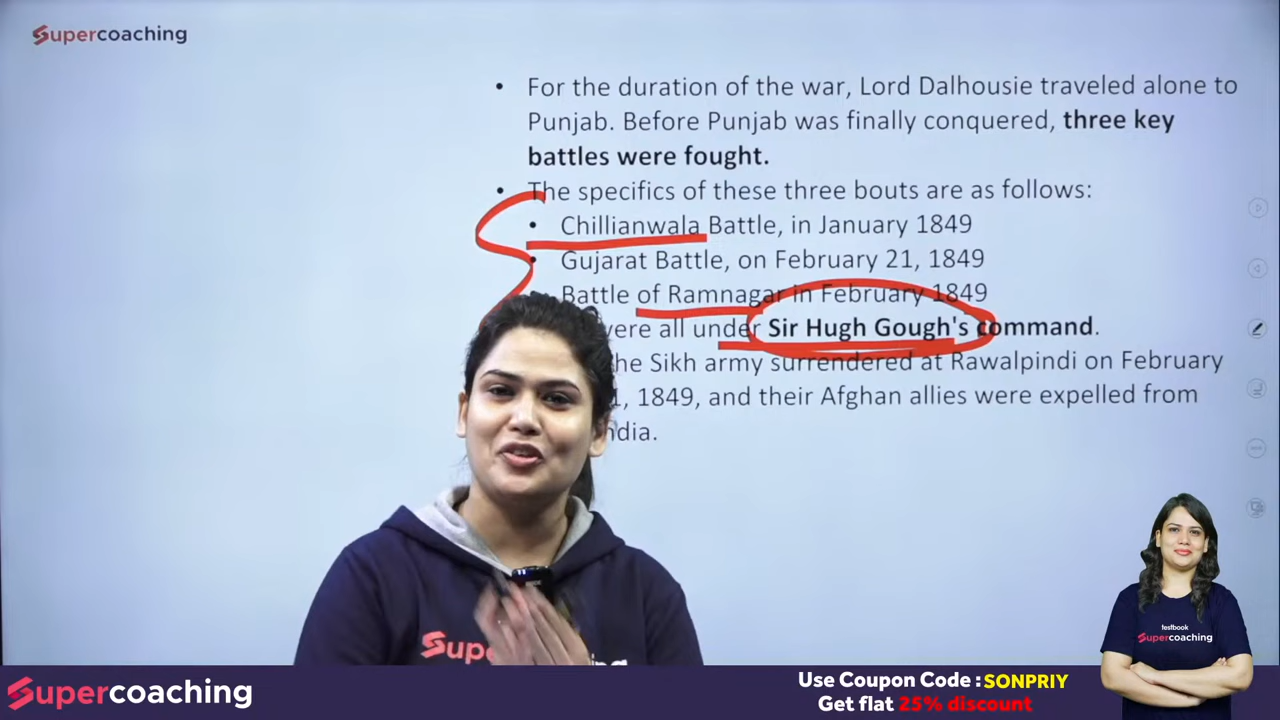 Supercoaching
• For the duration of the war, Lord Dalhousie traveled alone to
Punjab. Before Punjab was finally conquered, three key
battles were fought.
• The specifics of these three bouts are as follows:
• Chillianwala Battle, in January 1849
• Gujarat Battle, on February 21, 1849
Battle of Ramnagar in February 1849
were all under Sir Hugh Gough's command.
the Sikh army surrendered at Rawalpindi on February
1, 1849, and their Afghan allies were expelled from
India.
testbook
Supercoaching
Supercoaching
Use Coupon Code : SONPRIY
Get flat 25% discount